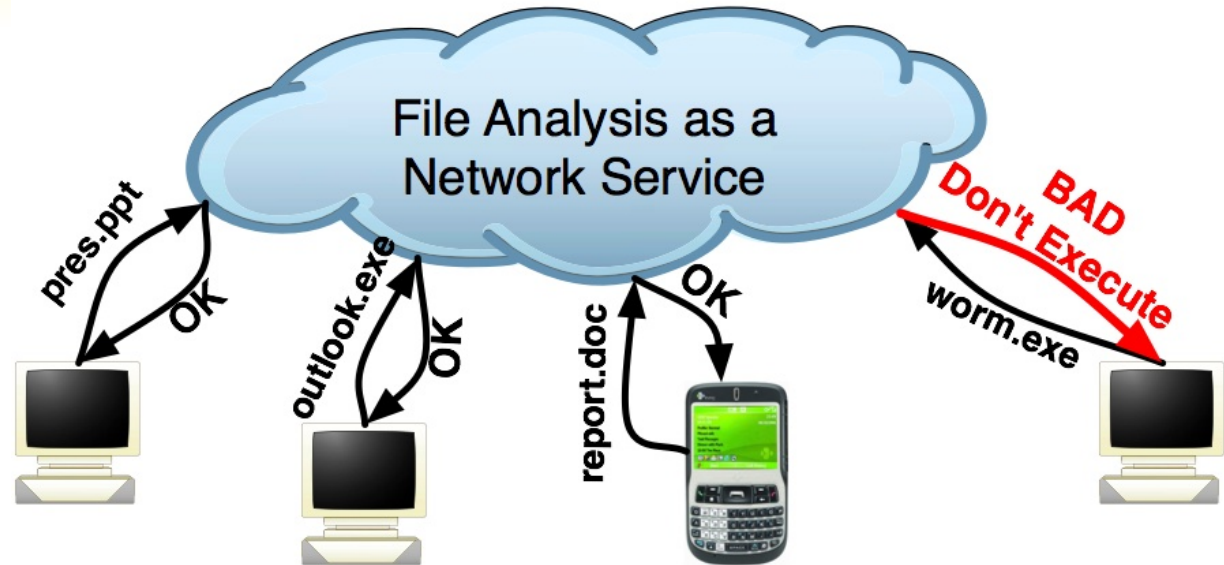 File Analysis as a
Network Service
pres.ppt
OK
outlook.exe
OK
report.doc
OK
BAD
Don't Execute
worm.exe